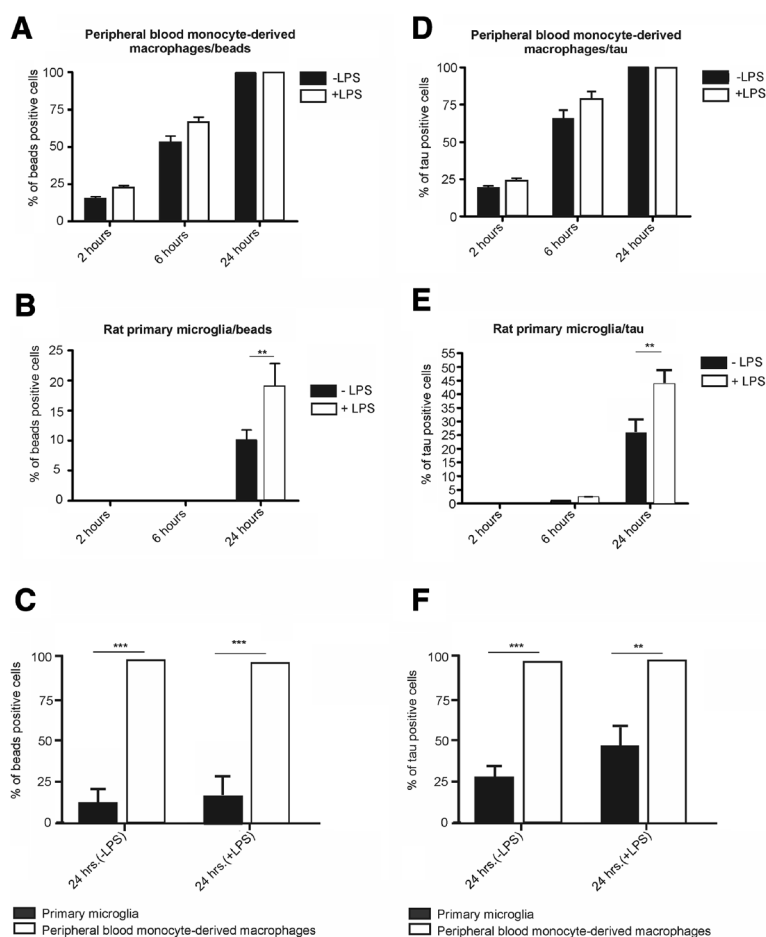 A
Peripheral blood monocyte-derived
macrophages/beads
% of beads positive cells
100
75
50
25
0
2 hours
6 hours
24 hours
-LPS
+LPS
D
Peripheral blood monocyte-derived
macrophages/tau
% of tau positive cells
100
75
50
25
0
2 hours
6 hours
24 hours
-LPS
+LPS
B
Rat primary microglia/beads
% of beads positive cells
25
20
15
10
5
0
**
2 hours
6 hours
24 hours
- LPS
+ LPS
E
Rat primary microglia/tau
% of tau positive cells
55
50
45
40
35
30
25
20
15
10
5
0
**
2 hours
6 hours
24 hours
- LPS
+ LPS
C
% of beads positive cells
100
75
50
25
0
***
***
24 hrs.(-LPS)
24 hrs.(+LPS)
Primary microglia
Peripheral blood monocyte-derived macrophages
F
% of tau positive cells
100
75
50
25
0
***
**
24 hrs.(-LPS)
24 hrs.(+LPS)
Primary microglia
Peripheral blood monocyte-derived macrophages